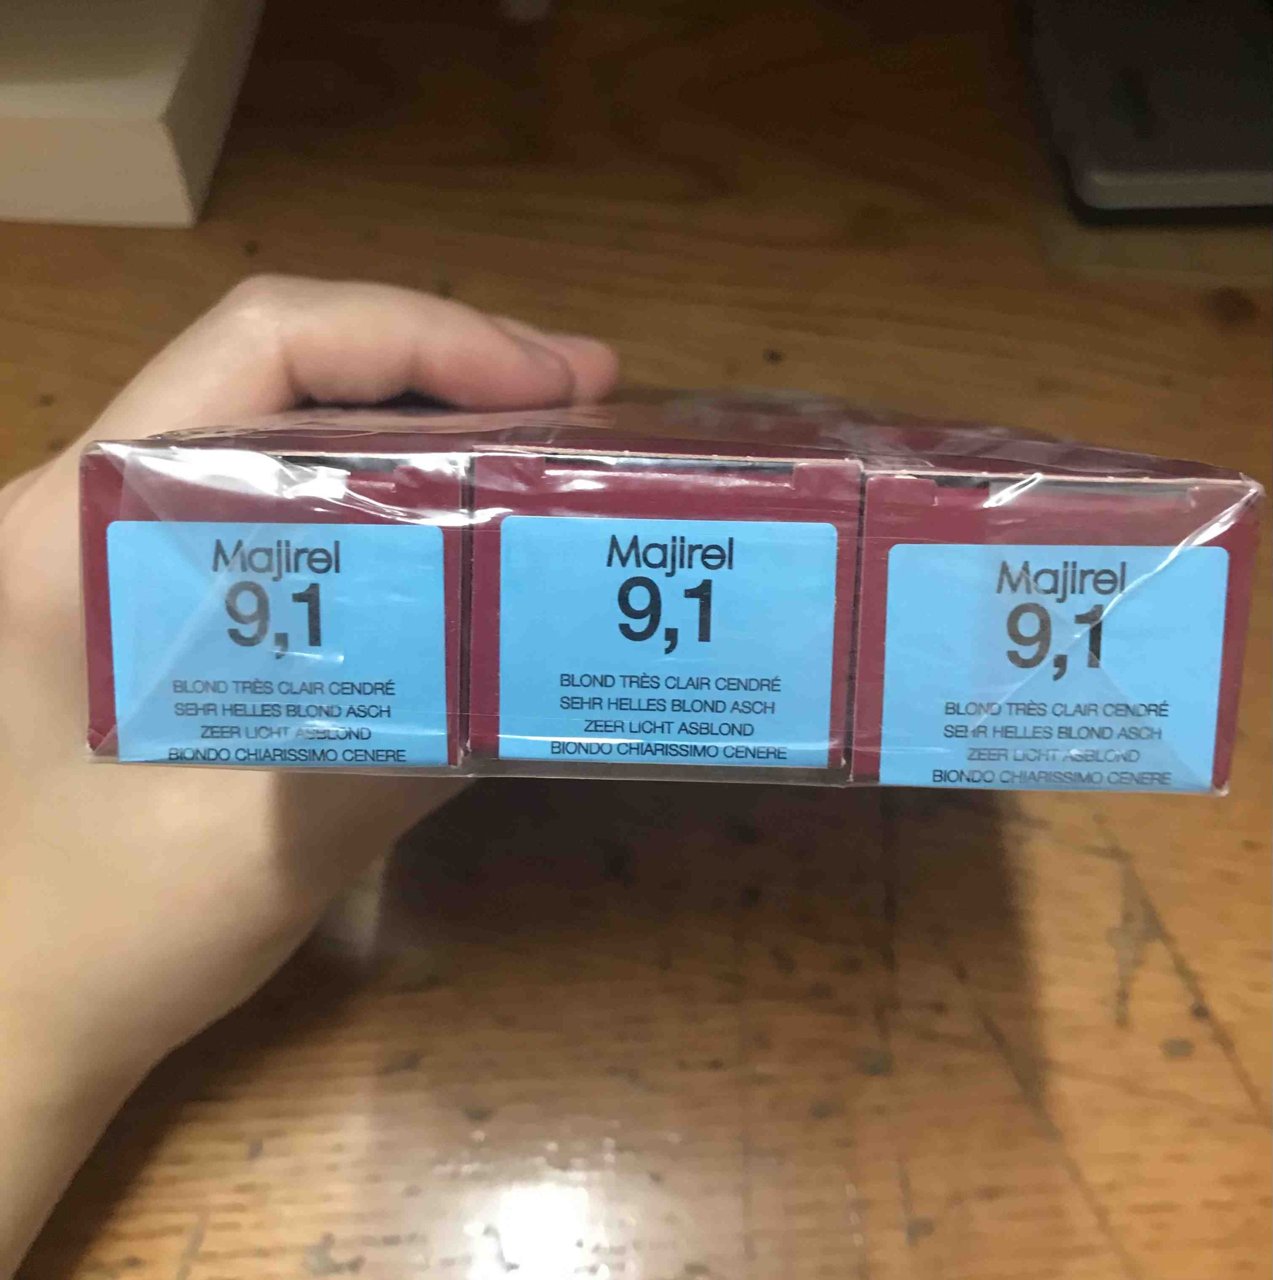 Majirel
9,1
BLOND TRÈS CLAIR CENDRÉ
SEHR HELLES BLOND ASCH
ZEER LICHT ASBLOND
BIONDO CHIARISSIMO CENERE
Majirel
9,1
BLOND TRÈS CLAIR CENDRÉ
SEHR HELLES BLOND ASCH
ZEER LICHT ASBLOND
BIONDO CHIARISSIMO CENERE
Majirel
9,1
BLOND TRÈS CLAIR CENDRÉ
SEHR HELLES BLOND ASCH
ZEER LICHT ASBLOND
BIONDO CHIARISSIMO CENERE